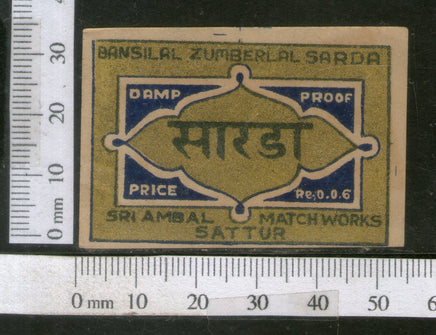 BANSILAL ZUMBERLAL SARDA
DAMP PROOF
सारडा
PRICE Re.0.0.6
SRI AMBAL MATCH WORKS
SATTUR
0 mm 10 20 30
0 mm 10 20 30 40 50 60